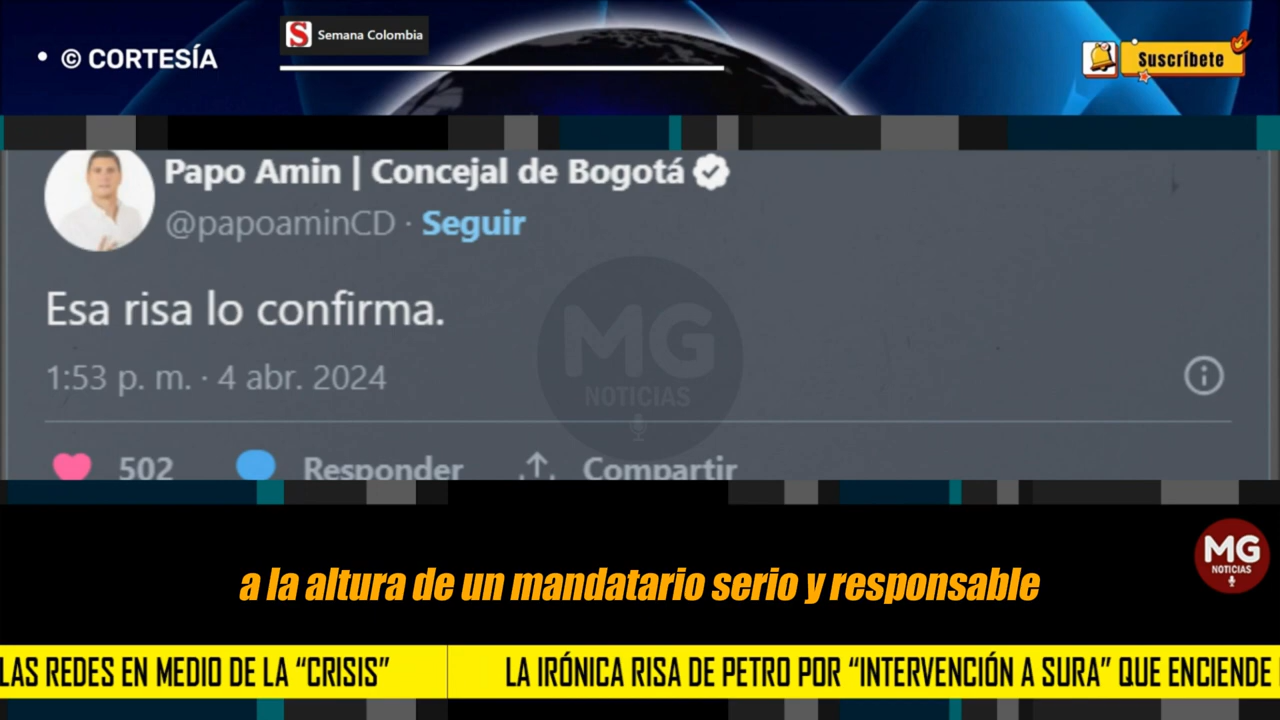 • © CORTESÍA
S Semana Colombia
Suscríbete
Papo Amin | Concejal de Bogotá
@papoaminCD · Seguir
Esa risa lo confirma.
1:53 p. m. · 4 abr. 2024
502 Responder Compartir
MG
NOTICIAS
MG
NOTICIAS
a la altura de un mandatario serio y responsable
LAS REDES EN MEDIO DE LA “CRISIS” LA IRÓNICA RISA DE PETRO POR “INTERVENCIÓN A SURA” QUE ENCIENDE